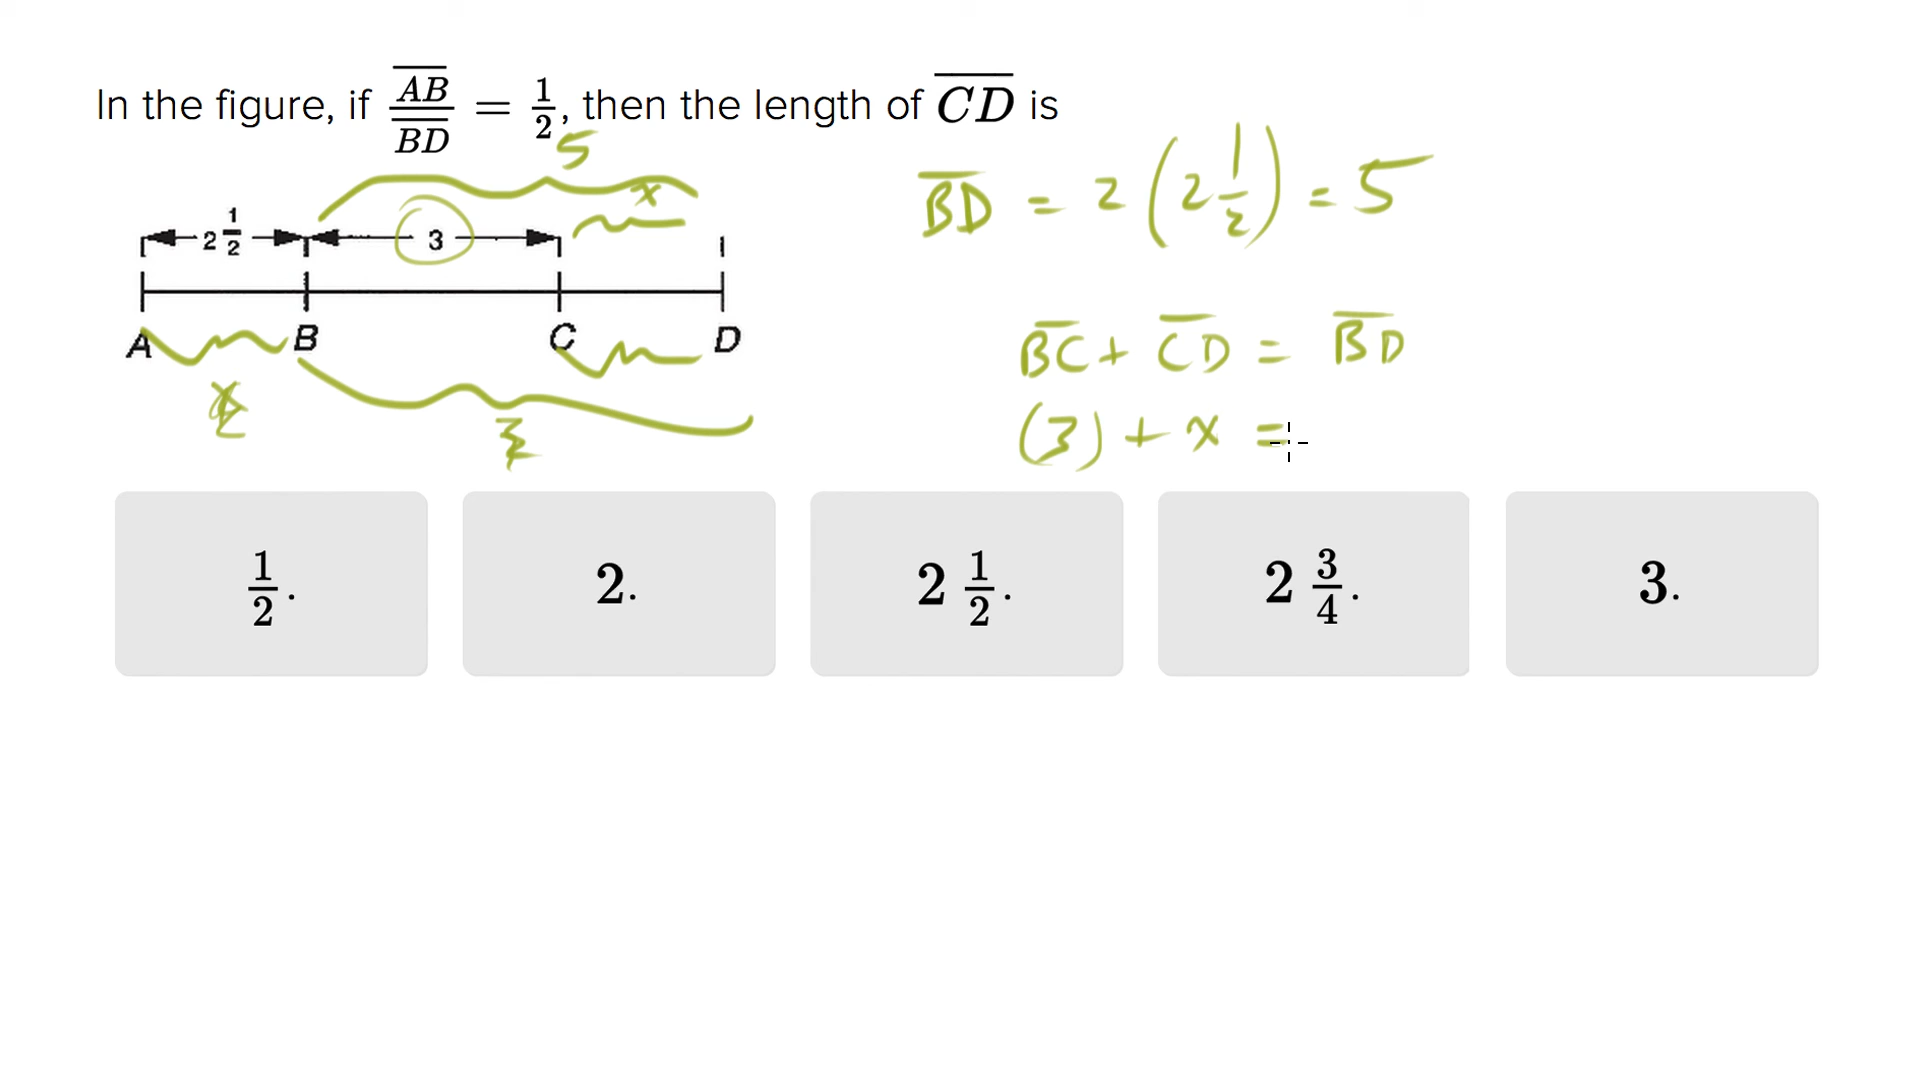 In the figure, if AB/BD = 1/2, then the length of CD is
5
x
BD = 2(2 1/2) = 5
2 1/2
3
A B C D
BC + CD = BD
(3) + x =
1/2.
2.
2 1/2.
2 3/4.
3.